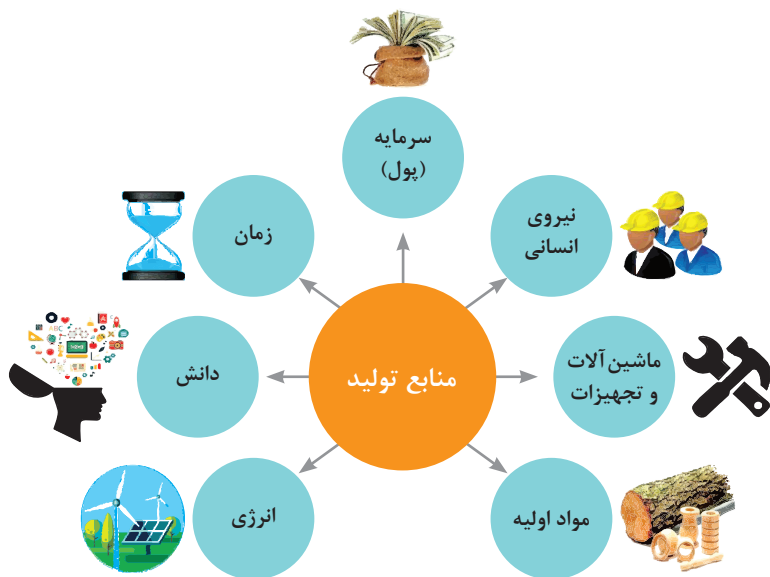 سرمایه
(پول)
نیروی
انسانی
زمان
ماشین‌آلات
و تجهیزات
منابع تولید
دانش
مواد اولیه
انرژی